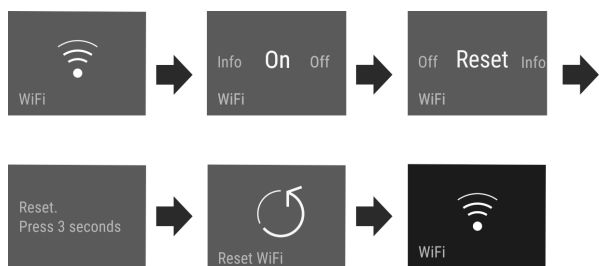 WiFi
Info On Off
WiFi
Off Reset Info
WiFi
Reset.
Press 3 seconds
Reset WiFi
WiFi